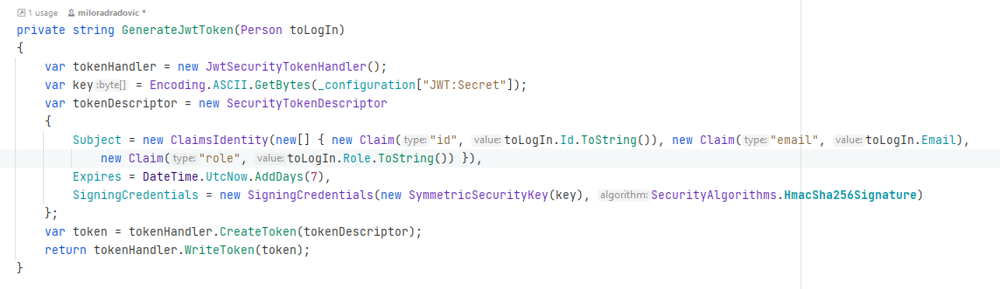 1 usage miloradradovic *
private string GenerateJwtToken(Person toLogIn)
{
    var tokenHandler = new JwtSecurityTokenHandler();
    var key :byte[] = Encoding.ASCII.GetBytes(_configuration["JWT:Secret"]);
    var tokenDescriptor = new SecurityTokenDescriptor
    {
        Subject = new ClaimsIdentity(new[] { new Claim( type: "id", value: toLogIn.Id.ToString()), new Claim( type: "email", value: toLogIn.Email),
            new Claim( type: "role", value: toLogIn.Role.ToString()) }),
        Expires = DateTime.UtcNow.AddDays(7),
        SigningCredentials = new SigningCredentials(new SymmetricSecurityKey(key), algorithm: SecurityAlgorithms.HmacSha256Signature)
    };
    var token = tokenHandler.CreateToken(tokenDescriptor);
    return tokenHandler.WriteToken(token);
}